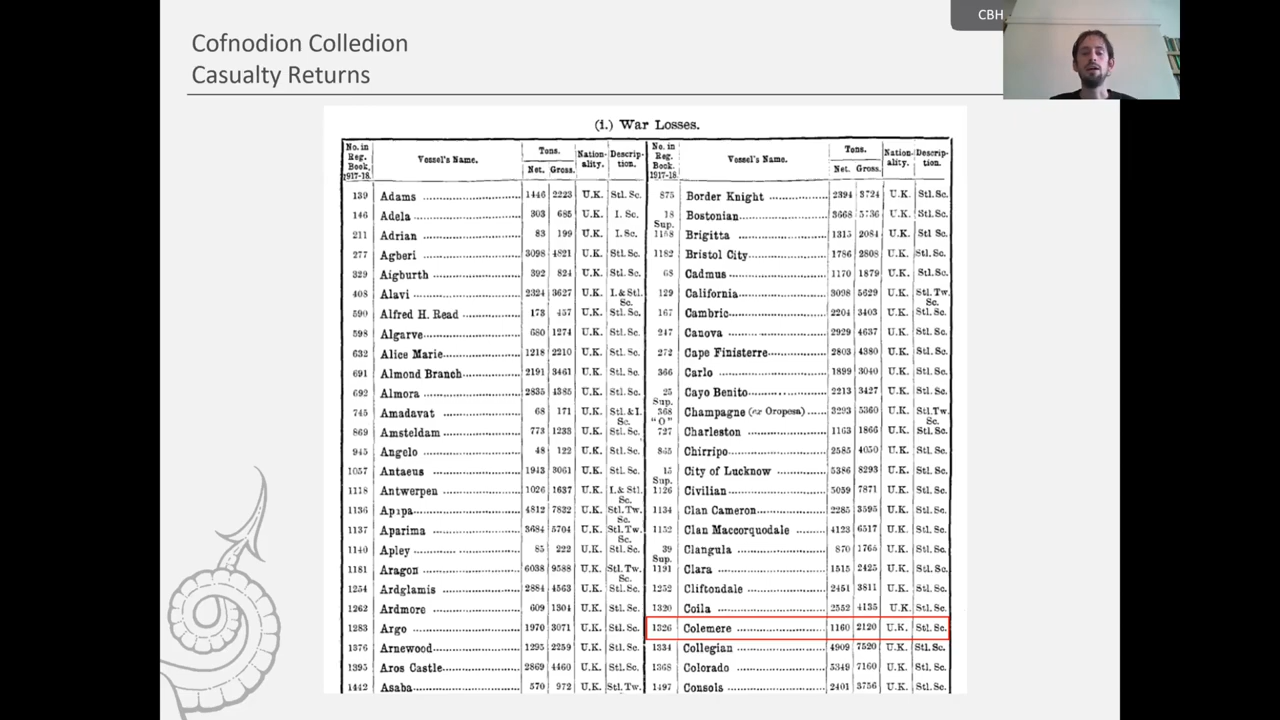 CBH
Cofnodion Colledion
Casualty Returns
(i.) War Losses.
No. in Reg. Book, 1917-18. Vessel's Name. Tons. Net. Gross. Nation-ality. Descrip-tion. No. in Reg. Book, 1917-18. Vessel's Name. Tons. Net. Gross. Nation-ality. Descrip-tion.
139 Adams 1446 2223 U.K. Stl. Sc.
146 Adela 303 685 U.K. I. Sc.
211 Adrian 83 199 U.K. I. Sc.
277 Agberi 3098 4821 U.K. Stl. Sc.
329 Aigburth 392 824 U.K. Stl. Sc.
408 Alavi 2324 3627 U.K. I. & Stl. Sc.
590 Alfred H. Read 173 457 U.K. Stl. Sc.
598 Algarve 680 1274 U.K. Stl. Sc.
632 Alice Marie 1218 2210 U.K. Stl. Sc.
691 Almond Branch 2191 3461 U.K. Stl. Sc.
692 Almora 2835 4385 U.K. Stl. Sc.
745 Amadavat 68 171 U.K. Stl. & I. Sc.
869 Amsteldam 773 1233 U.K. Stl. Sc.
945 Angelo 48 122 U.K. Stl. Sc.
1057 Antaeus 1943 3061 U.K. Stl. Sc.
1118 Antwerpen 1026 1637 U.K. I. & Stl. Sc.
1136 Apapa 4812 7832 U.K. Stl. Tw. Sc.
1137 Aparima 3684 5704 U.K. Stl. Tw. Sc.
1140 Apley 85 222 U.K. Stl. Sc.
1181 Aragon 6038 9588 U.K. Stl. Tw. Sc.
1254 Ardglamis 2884 4563 U.K. Stl. Sc.
1262 Ardmore 609 1304 U.K. Stl. Sc.
1283 Argo 1970 3071 U.K. Stl. Sc.
1376 Arnewood 1295 2259 U.K. Stl. Sc.
1395 Aros Castle 2869 4460 U.K. Stl. Sc.
1442 Asaba 570 972 U.K. Stl. Tw.
875 Border Knight 2394 3724 U.K. Stl. Sc.
18 Sup. Bostonian 3668 5736 U.K. Stl. Sc.
1158 Brigitta 1315 2084 U.K. Stl Sc.
1182 Bristol City 1786 2808 U.K. Stl. Sc.
68 Cadmus 1170 1879 U.K. Stl. Sc.
129 California 3098 5629 U.K. Stl. Tw. Sc.
167 Cambric 2204 3403 U.K. Stl. Sc.
247 Canova 2929 4637 U.K. Stl. Sc.
272 Cape Finisterre 2803 4380 U.K. Stl. Sc.
366 Carlo 1899 3040 U.K. Stl. Sc.
25 Sup. Cayo Benito 2213 3427 U.K. Stl. Sc.
368 "O" Champagne (ex Oropesa) 3293 5360 U.K. Stl. Tw. Sc.
727 Charleston 1163 1866 U.K. Stl. Sc.
865 Chirripo 2585 4050 U.K. Stl. Sc.
15 Sup. City of Lucknow 5386 8293 U.K. Stl. Sc.
1126 Civilian 5059 7871 U.K. Stl. Sc.
1134 Clan Cameron 2285 3595 U.K. Stl. Sc.
1152 Clan Maccorquodale 4123 6517 U.K. Stl. Sc.
39 Sup. Clangula 870 1765 U.K. Stl. Sc.
1191 Clara 1515 2425 U.K. Stl. Sc.
1252 Cliftondale 2451 3811 U.K. Stl. Sc.
1320 Coila 2552 4135 U.K. Stl. Sc.
1326 Colemere 1160 2120 U.K. Stl. Sc.
1334 Collegian 4909 7520 U.K. Stl. Sc.
1368 Colorado 5349 7160 U.K. Stl. Sc.
1497 Consols 2401 3756 U.K. Stl. Sc.